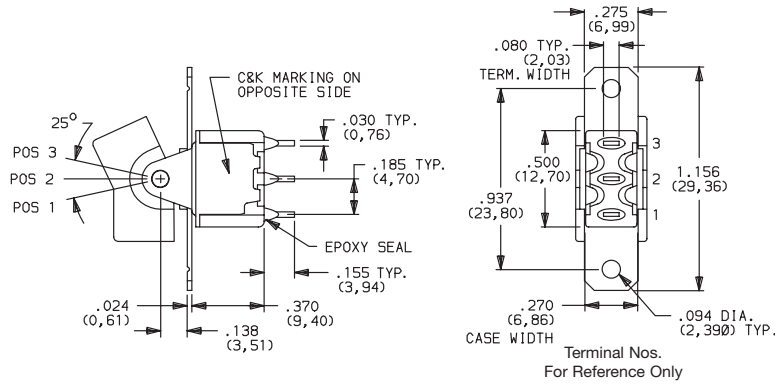 .275
(6,99)
.080 TYP.
(2,03)
TERM. WIDTH
C&K MARKING ON
OPPOSITE SIDE
.030 TYP.
(0,76)
25°
POS 3
POS 2
POS 1
.185 TYP.
(4,70)
EPOXY SEAL
.155 TYP.
(3,94)
.024
(0,61)
.370
(9,40)
.138
(3,51)
3
2
1
.500
(12,70)
1.156
(29,36)
.937
(23,80)
.270
(6,86)
CASE WIDTH
.094 DIA.
(2,390) TYP.
Terminal Nos.
For Reference Only